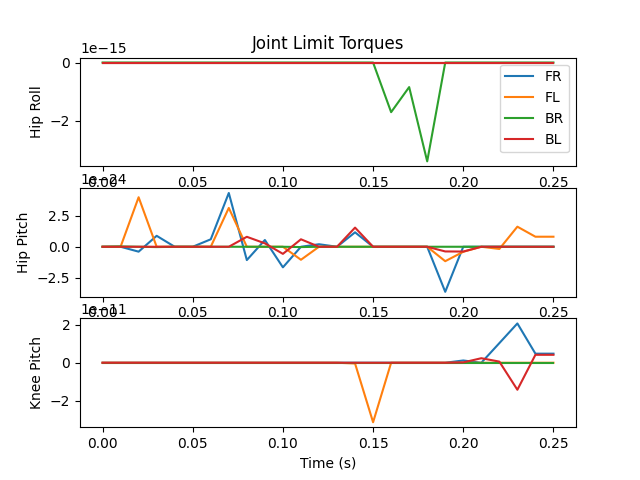 Joint Limit Torques
1e−15
0
−2
Hip Roll
FR
FL
BR
BL
0.00 0.05 0.10 0.15 0.20 0.25
1e−24
2.5
0.0
−2.5
Hip Pitch
0.00 0.05 0.10 0.15 0.20 0.25
1e−11
2
0
−2
Knee Pitch
0.00 0.05 0.10 0.15 0.20 0.25
Time (s)